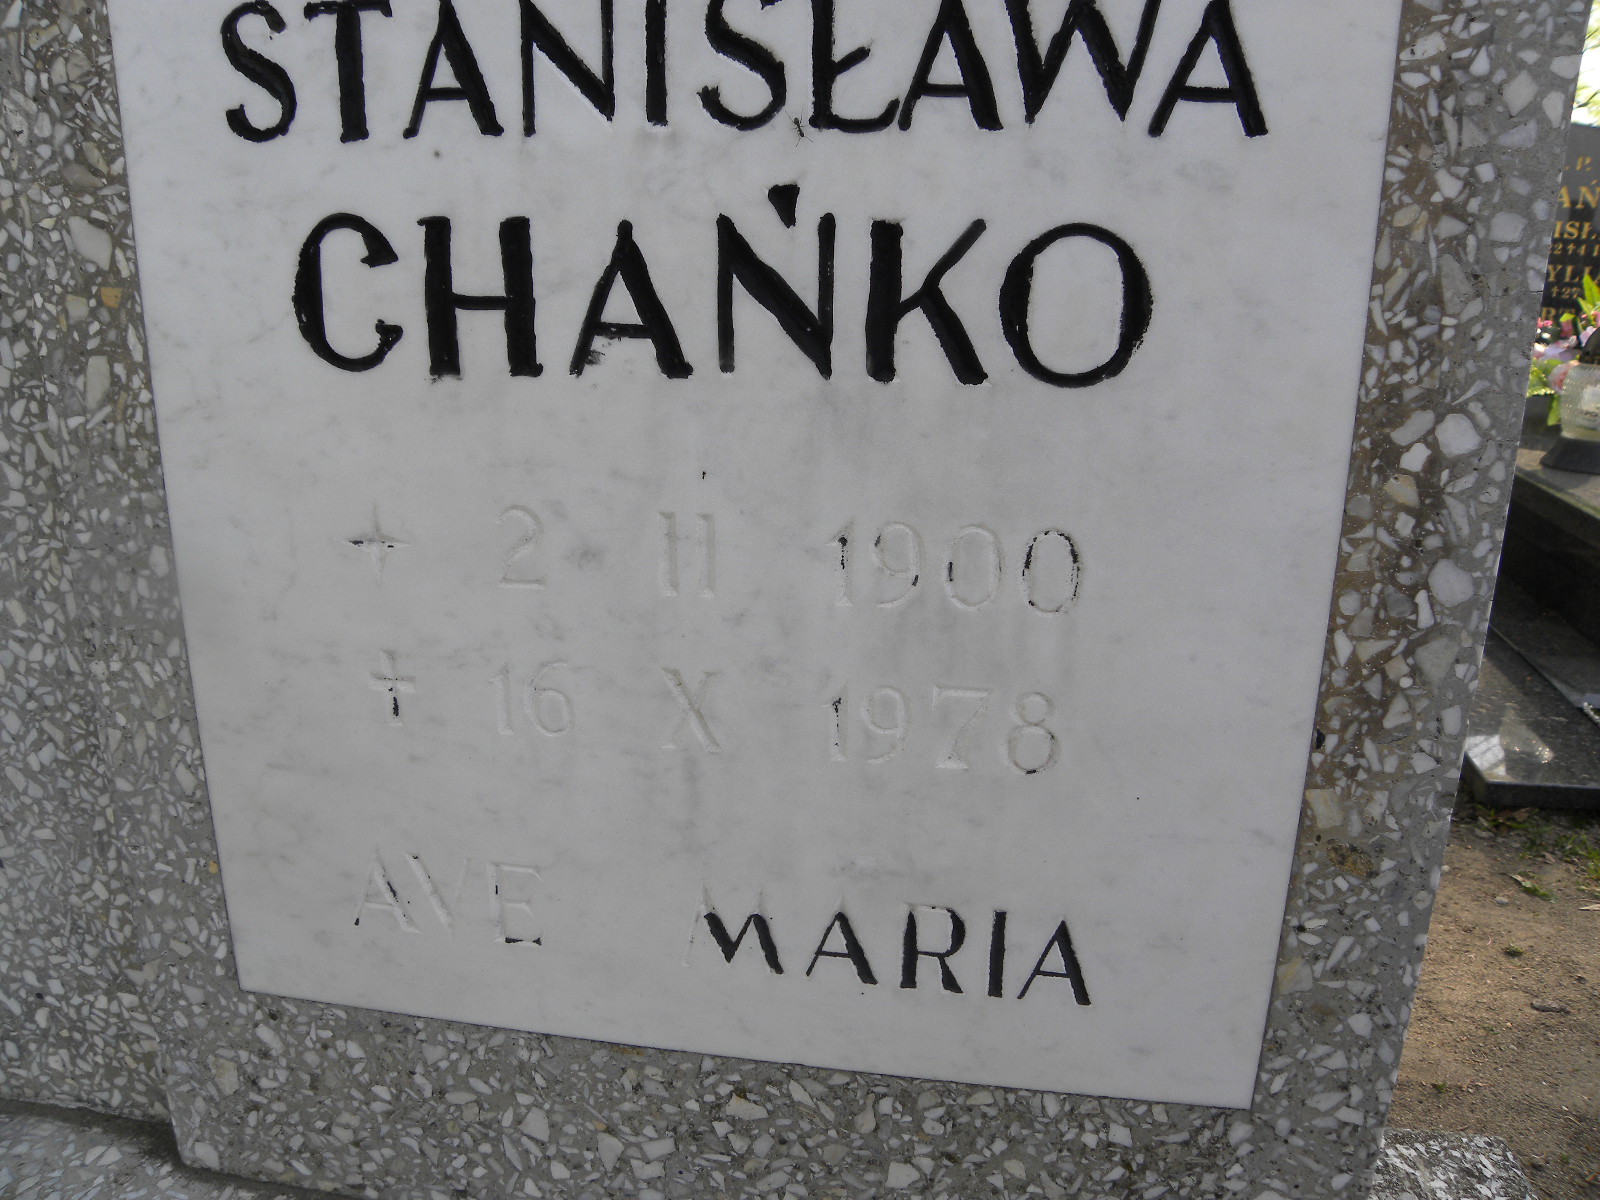 STANISŁAWA
CHAŃKO
✦ 2 II 1900
✝ 16 X 1978
AVE MARIA